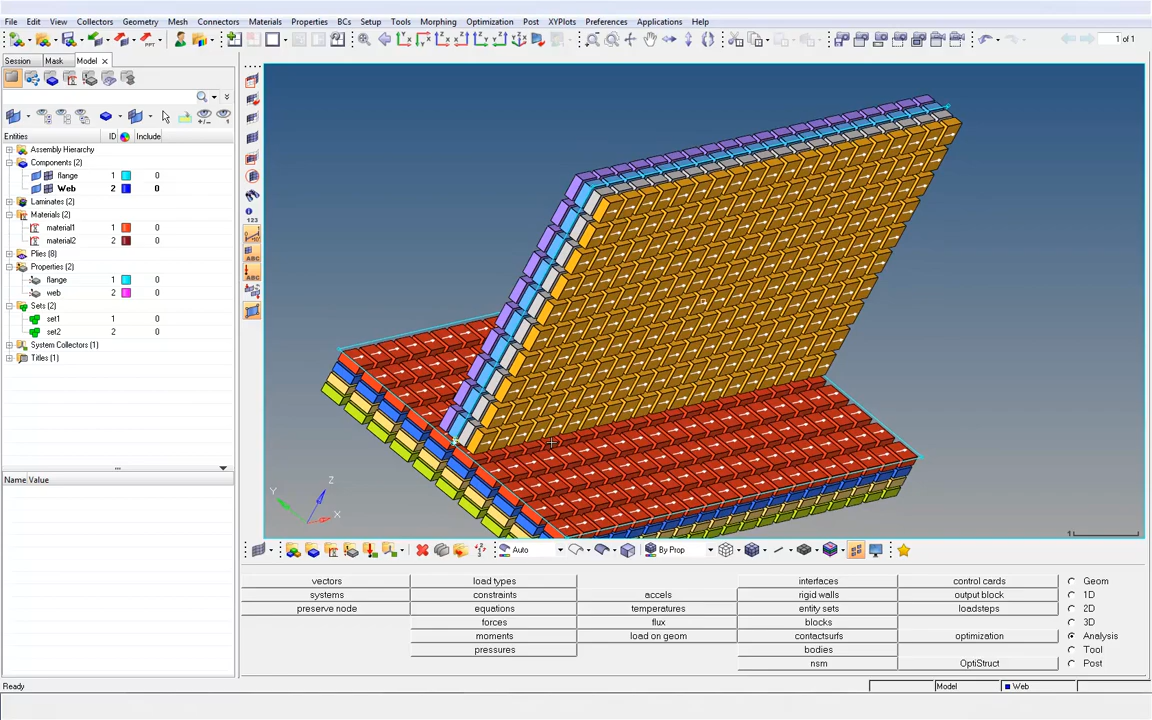 File Edit View Collectors Geometry Mesh Connectors Materials Properties BCs Setup Tools Morphing Optimization Post XYPlots Preferences Applications Help
1 of 1
Session Mask Model
Entities ID Include
Assembly Hierarchy
Components (2)
flange 1 0
Web 2 0
Laminates (2)
Materials (2)
material1 1 0
material2 2 0
Plies (8)
Properties (2)
flange 1 0
web 2 0
Sets (2)
set1 1 0
set2 2 0
System Collectors (1)
Titles (1)
Name Value
123
ABC
ABC
Z
Y
X
1
Auto
By Prop
vectors load types interfaces control cards Geom
systems constraints accels rigid walls output block 1D
preserve node equations temperatures entity sets loadsteps 2D
forces flux blocks 3D
moments load on geom contactsurfs optimization Analysis
pressures bodies Tool
nsm OptiStruct Post
Ready Model Web